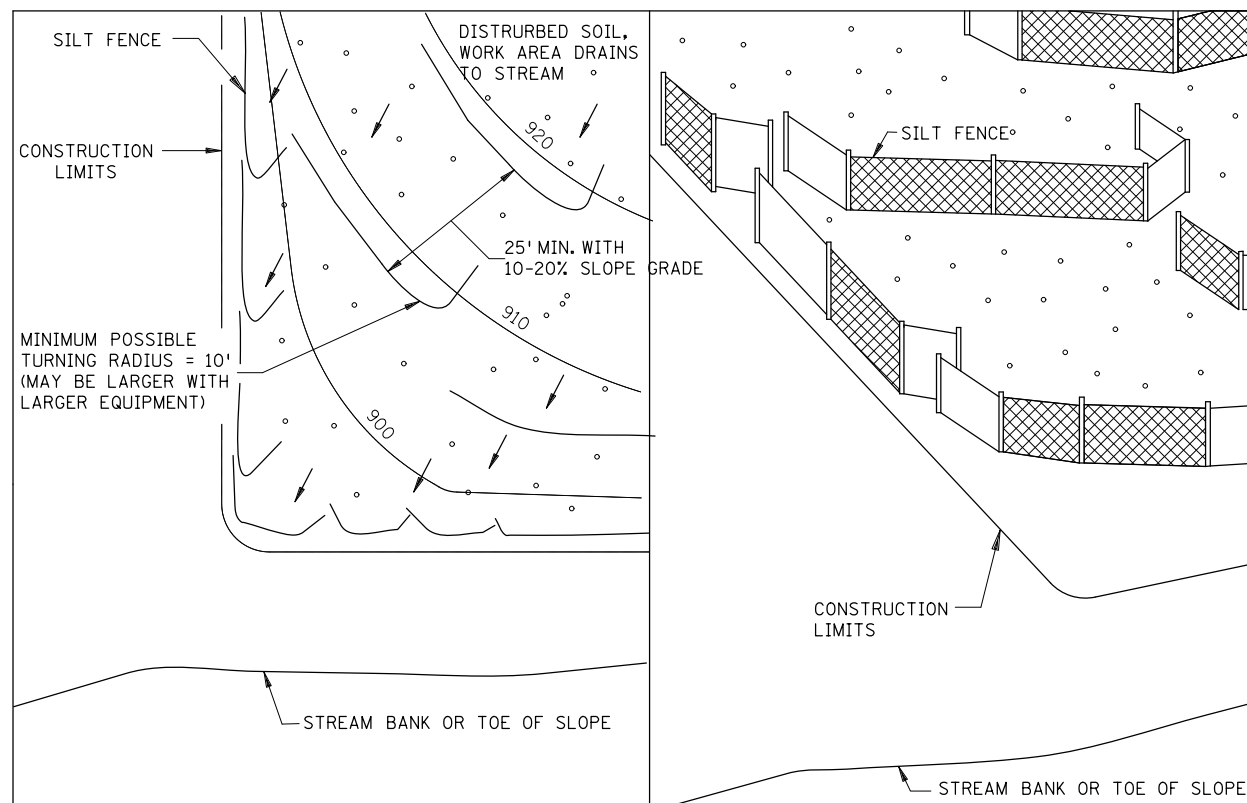 SILT FENCE
DISTRURBED SOIL,
WORK AREA DRAINS
TO STREAM
920
CONSTRUCTION
LIMITS
25' MIN. WITH
10-20% SLOPE GRADE
910
MINIMUM POSSIBLE
TURNING RADIUS = 10'
(MAY BE LARGER WITH
LARGER EQUIPMENT)
900
STREAM BANK OR TOE OF SLOPE
SILT FENCE
CONSTRUCTION
LIMITS
STREAM BANK OR TOE OF SLOPE